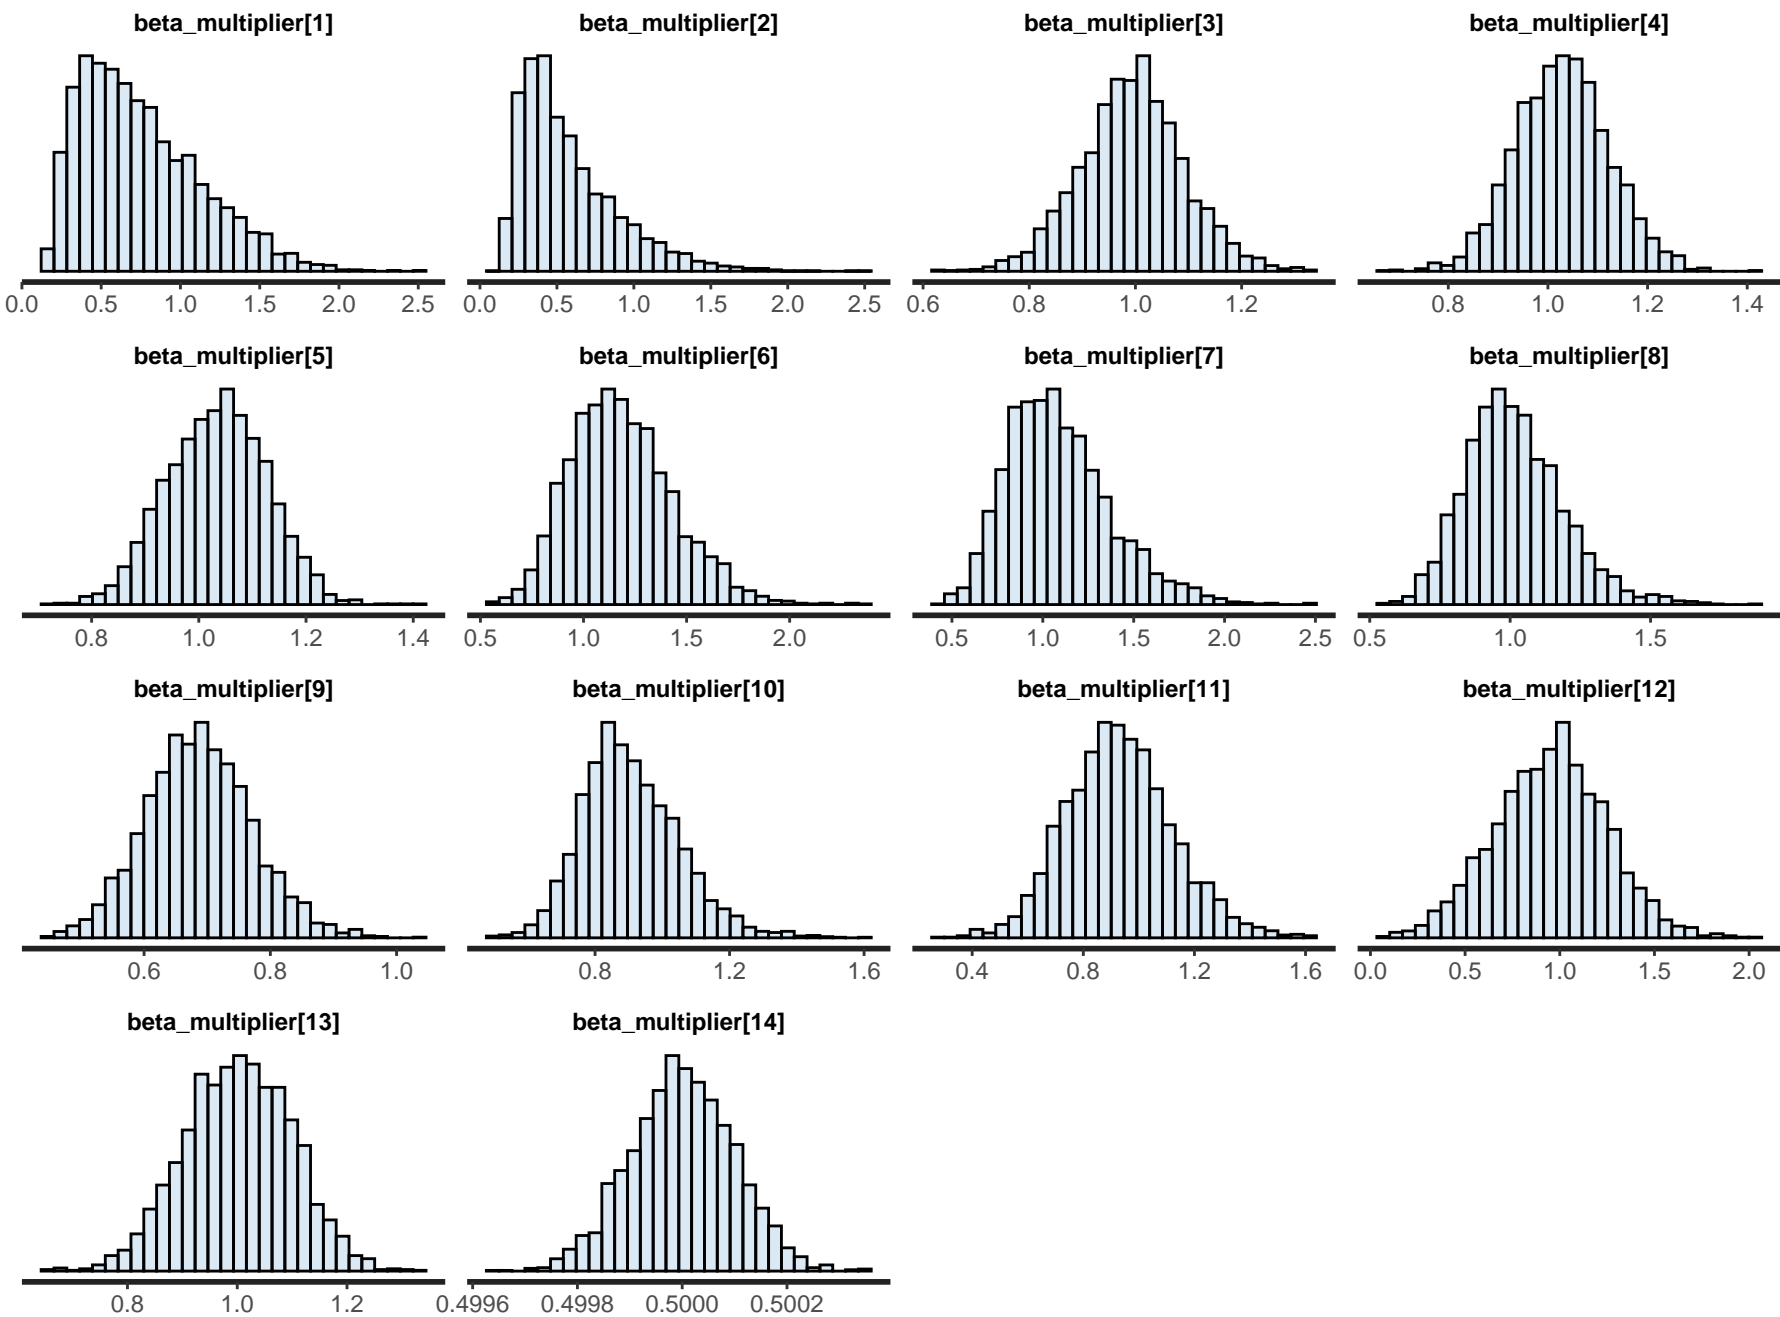 beta_multiplier[1] beta_multiplier[2] beta_multiplier[3] beta_multiplier[4]
0.0 0.5 1.0 1.5 2.0 2.5 0.0 0.5 1.0 1.5 2.0 2.5 0.6 0.8 1.0 1.2 0.8 1.0 1.2 1.4
beta_multiplier[5] beta_multiplier[6] beta_multiplier[7] beta_multiplier[8]
0.8 1.0 1.2 1.4 0.5 1.0 1.5 2.0 0.5 1.0 1.5 2.0 2.5 0.5 1.0 1.5
beta_multiplier[9] beta_multiplier[10] beta_multiplier[11] beta_multiplier[12]
0.6 0.8 1.0 0.8 1.2 1.6 0.4 0.8 1.2 1.6 0.0 0.5 1.0 1.5 2.0
beta_multiplier[13] beta_multiplier[14]
0.8 1.0 1.2 0.4996 0.4998 0.5000 0.5002